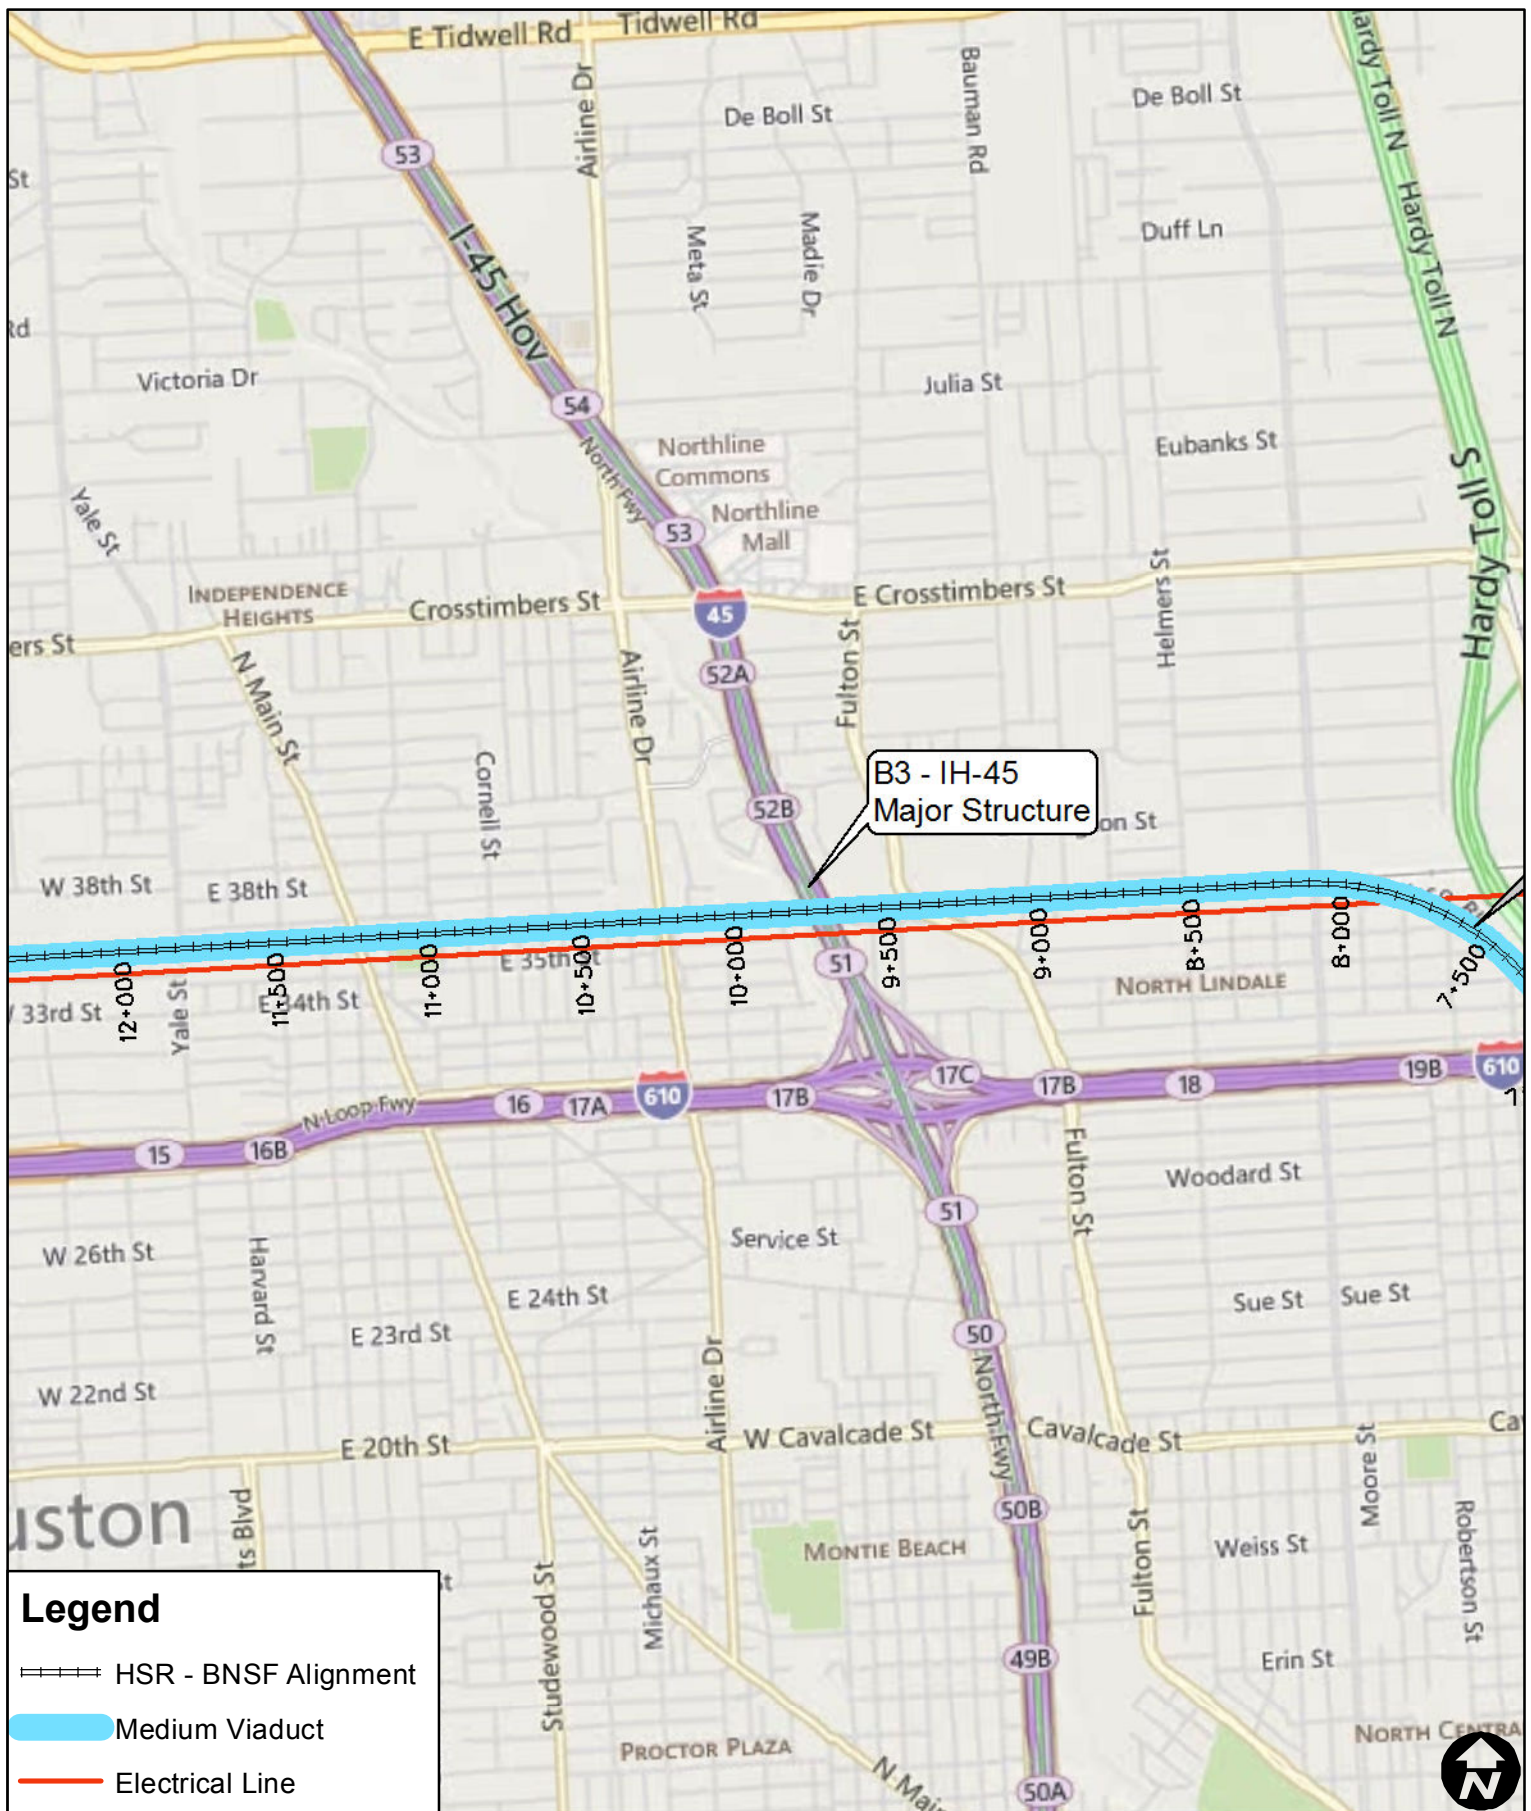 E Tidwell Rd
Tidwell Rd
Airline Dr
De Boll St
Bauman Rd
De Boll St
Hardy Toll N
53
St
Hardy Toll N
Meta St
Madie Dr
Duff Ln
I-45 Hov
Rd
Victoria Dr
Julia St
54
North Fwy
Northline
Commons
Eubanks St
Hardy Toll S
Yale St
53
Northline
Mall
INDEPENDENCE
HEIGHTS
Crosstimbers St
45
E Crosstimbers St
Helmers St
ers St
N Main St
Airline Dr
52A
Fulton St
Cornell St
B3 - IH-45
Major Structure
52B
on St
W 38th St
E 38th St
E 35th St
51
NORTH LINDALE
33rd St
12+000
Yale St
11+500
E 34th St
11+000
10+500
10+000
9+500
9+000
8+500
8+000
7+500
N Loop Fwy
15
16B
16
17A
610
17B
17C
17B
18
19B
610
Fulton St
Woodard St
51
W 26th St
Harvard St
Service St
E 24th St
Sue St
Sue St
E 23rd St
50
North Fwy
W 22nd St
Airline Dr
E 20th St
W Cavalcade St
Cavalcade St
Ca
uston
ts Blvd
50B
Moore St
Robertson St
Michaux St
MONTIE BEACH
Fulton St
Weiss St
st
Studewood St
49B
Erin St
PROCTOR PLAZA
N Main
NORTH CENTRA
50A
N
Legend
HSR - BNSF Alignment
Medium Viaduct
Electrical Line